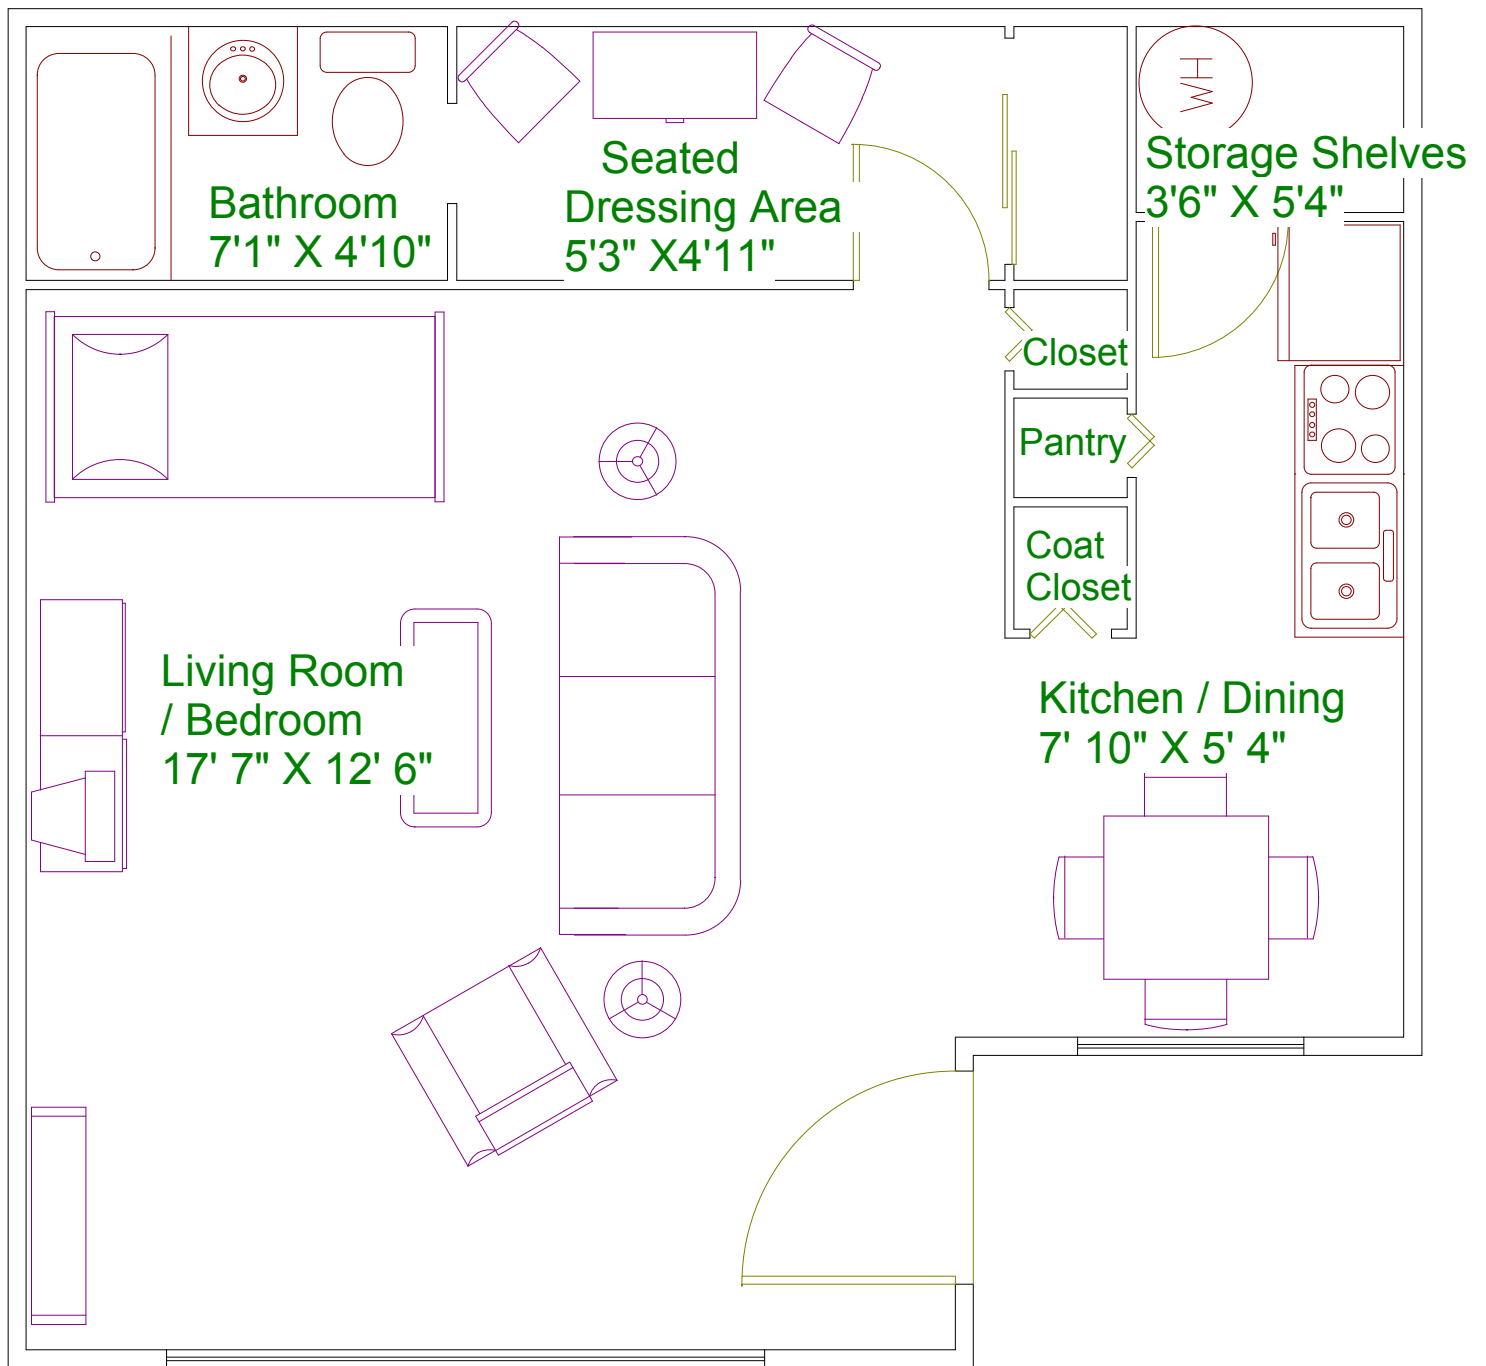 WH
Storage Shelves
3'6" X 5'4"
Seated
Dressing Area
5'3" X4'11"
Bathroom
7'1" X 4'10"
Closet
Pantry
Coat
Closet
Living Room
/ Bedroom
17' 7" X 12' 6"
Kitchen / Dining
7' 10" X 5' 4"